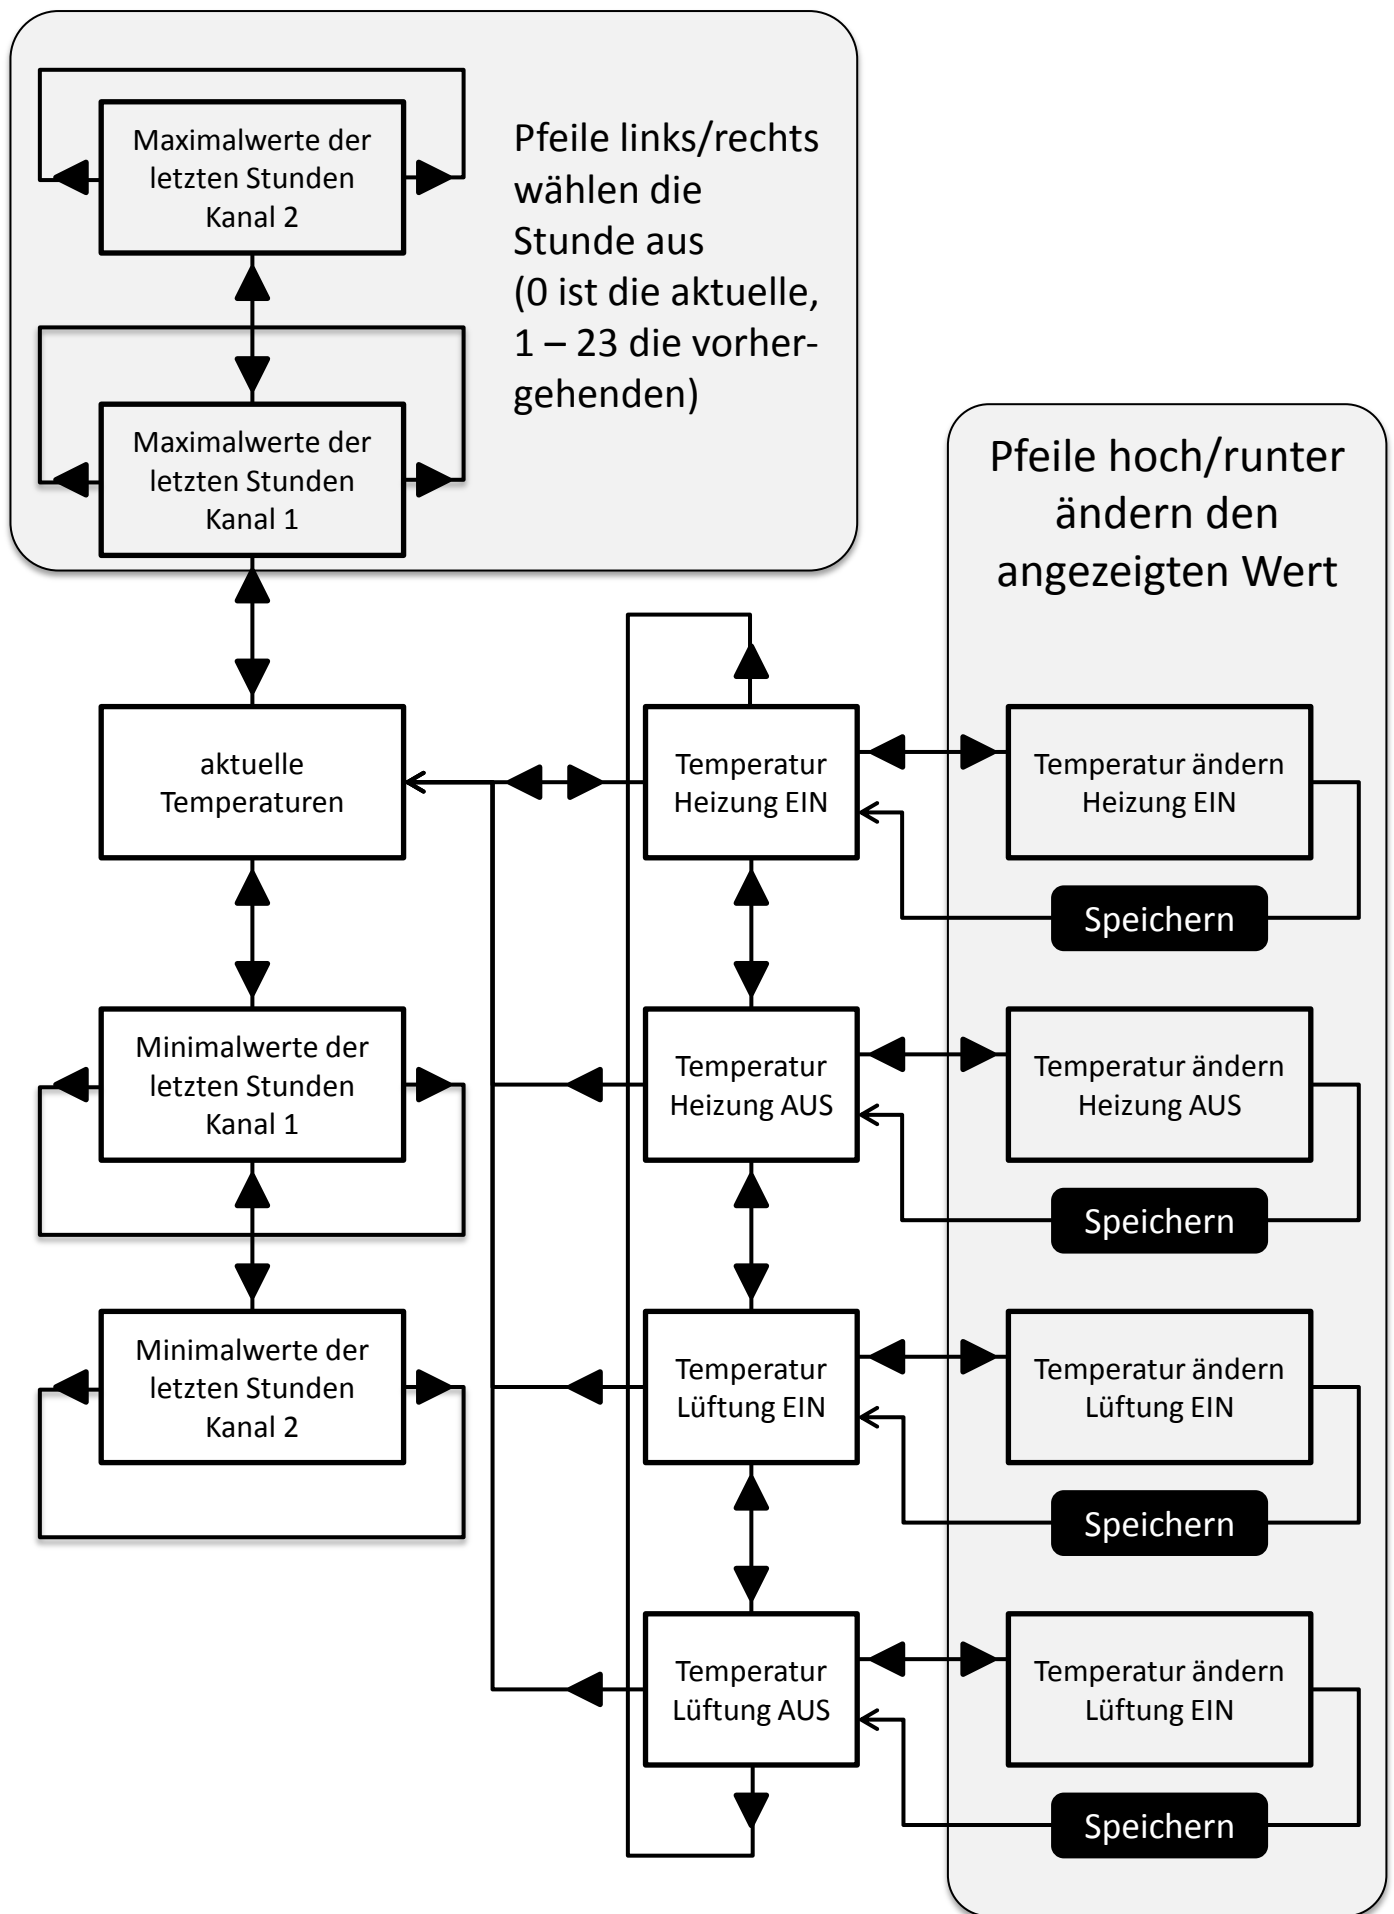 Maximalwerte der
letzten Stunden
Kanal 2
Pfeile links/rechts
wählen die
Stunde aus
(0 ist die aktuelle,
1 – 23 die vorher-
gehenden)
Maximalwerte der
letzten Stunden
Kanal 1
Pfeile hoch/runter
ändern den
angezeigten Wert
aktuelle
Temperaturen
Temperatur
Heizung EIN
Temperatur ändern
Heizung EIN
Speichern
Minimalwerte der
letzten Stunden
Kanal 1
Temperatur
Heizung AUS
Temperatur ändern
Heizung AUS
Speichern
Minimalwerte der
letzten Stunden
Kanal 2
Temperatur
Lüftung EIN
Temperatur ändern
Lüftung EIN
Speichern
Temperatur
Lüftung AUS
Temperatur ändern
Lüftung EIN
Speichern